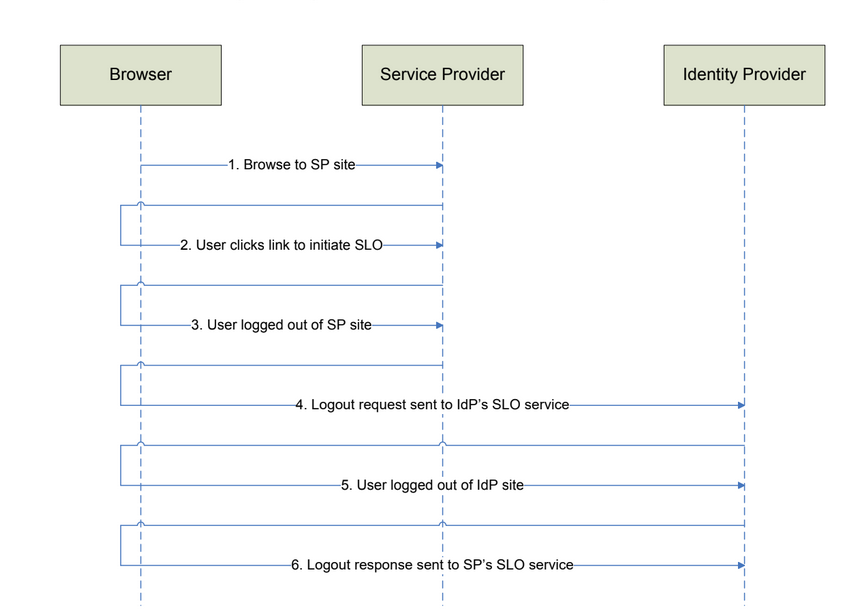 Browser
Service Provider
Identity Provider
1. Browse to SP site
2. User clicks link to initiate SLO
3. User logged out of SP site
4. Logout request sent to IdP’s SLO service
5. User logged out of IdP site
6. Logout response sent to SP’s SLO service